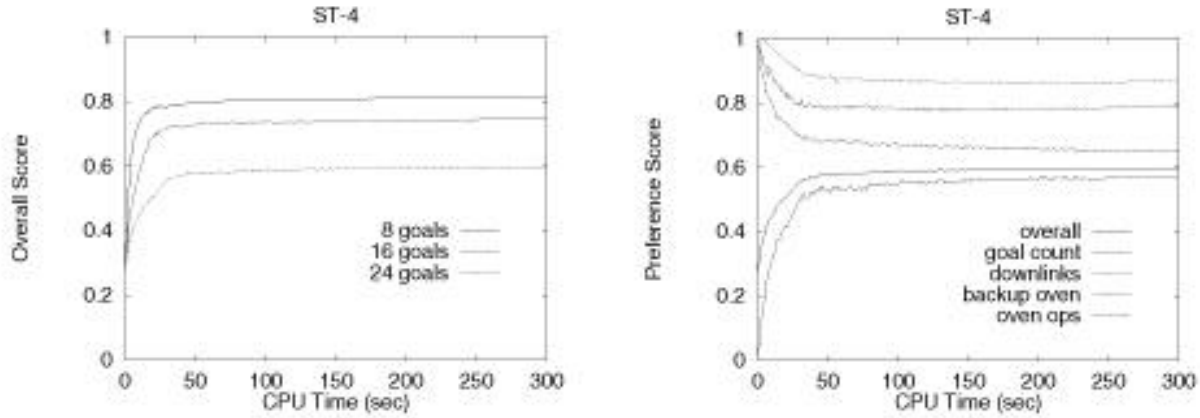 ST-4
Overall Score
1
0.8
0.6
0.4
0.2
0
8 goals
16 goals
24 goals
0 50 100 150 200 250 300
CPU Time (sec)
ST-4
Preference Score
1
0.8
0.6
0.4
0.2
0
overall
goal count
downlinks
backup oven
oven ops
0 50 100 150 200 250 300
CPU Time (sec)